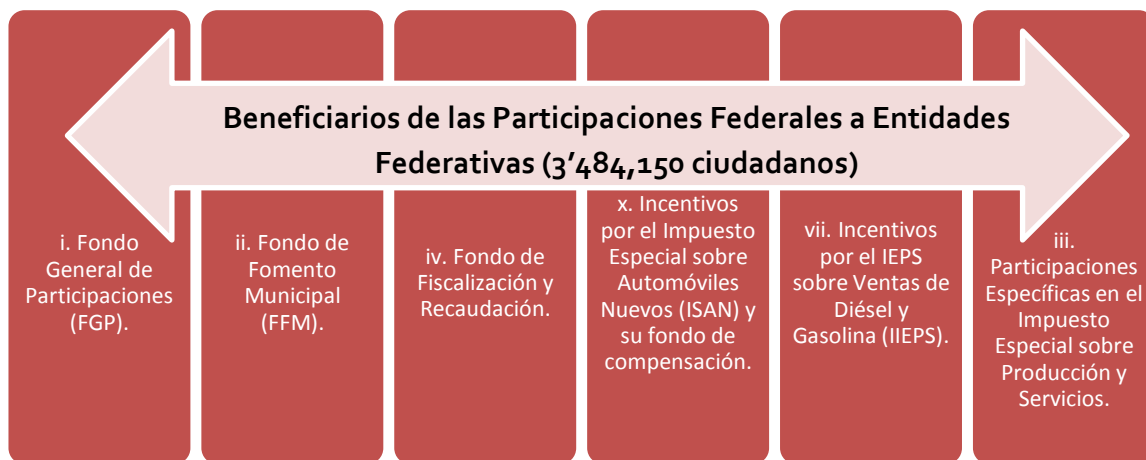 Beneficiarios de las Participaciones Federales a Entidades
Federativas (3’484,150 ciudadanos)
i. Fondo
General de
Participaciones
(FGP).
ii. Fondo de
Fomento
Municipal
(FFM).
iv. Fondo de
Fiscalización y
Recaudación.
x. Incentivos
por el Impuesto
Especial sobre
Automóviles
Nuevos (ISAN) y
su fondo de
compensación.
vii. Incentivos
por el IEPS
sobre Ventas de
Diésel y
Gasolina (IIEPS).
iii.
Participaciones
Específicas en el
Impuesto
Especial sobre
Producción y
Servicios.